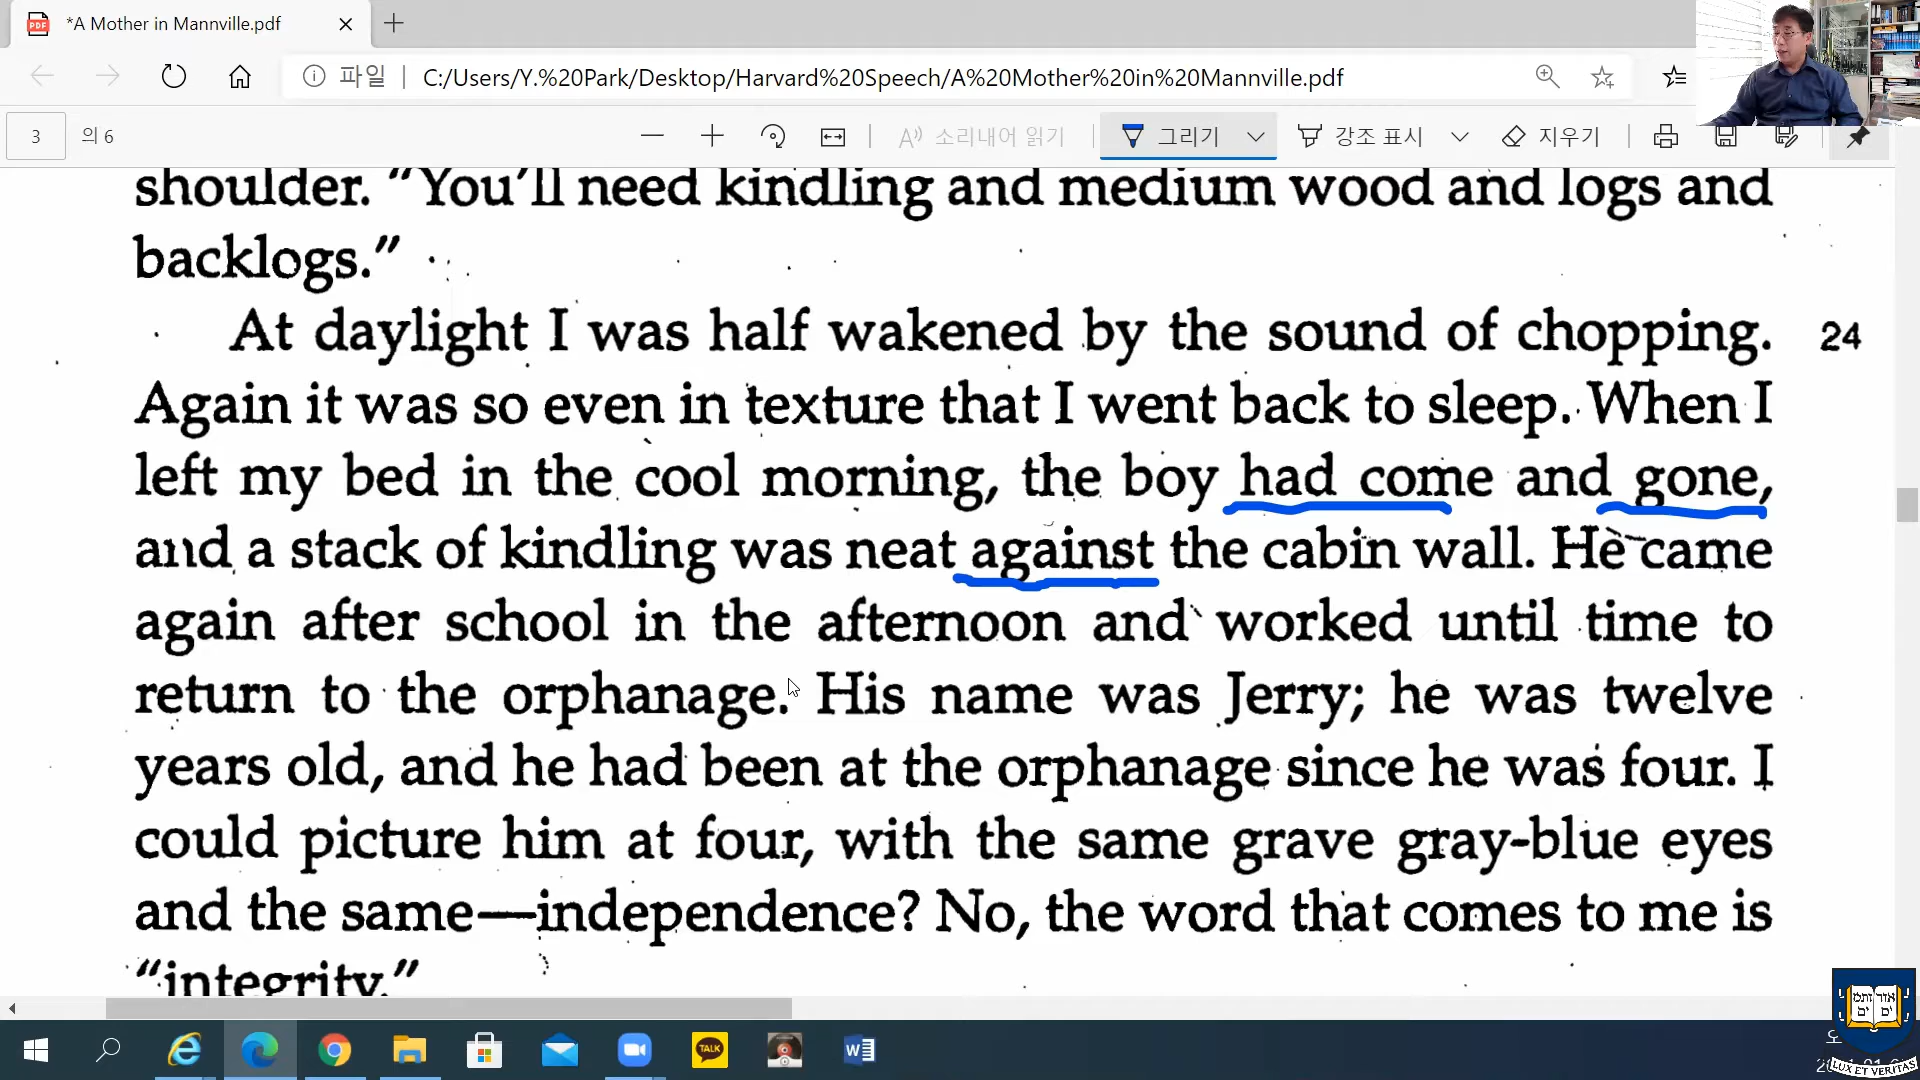 *A Mother in Mannville.pdf
파일
C:/Users/Y.%20Park/Desktop/Harvard%20Speech/A%20Mother%20in%20Mannville.pdf
3 의 6
소리내어 읽기
그리기
강조 표시
지우기
shoulder. “You’ll need kindling and medium wood and logs and
backlogs.”
At daylight I was half wakened by the sound of chopping. 24
Again it was so even in texture that I went back to sleep. When I
left my bed in the cool morning, the boy had come and gone,
and a stack of kindling was neat against the cabin wall. He came
again after school in the afternoon and worked until time to
return to the orphanage. His name was Jerry; he was twelve
years old, and he had been at the orphanage since he was four. I
could picture him at four, with the same grave gray-blue eyes
and the same—independence? No, the word that comes to me is
“integrity.”
TALK
LUX ET VERITAS